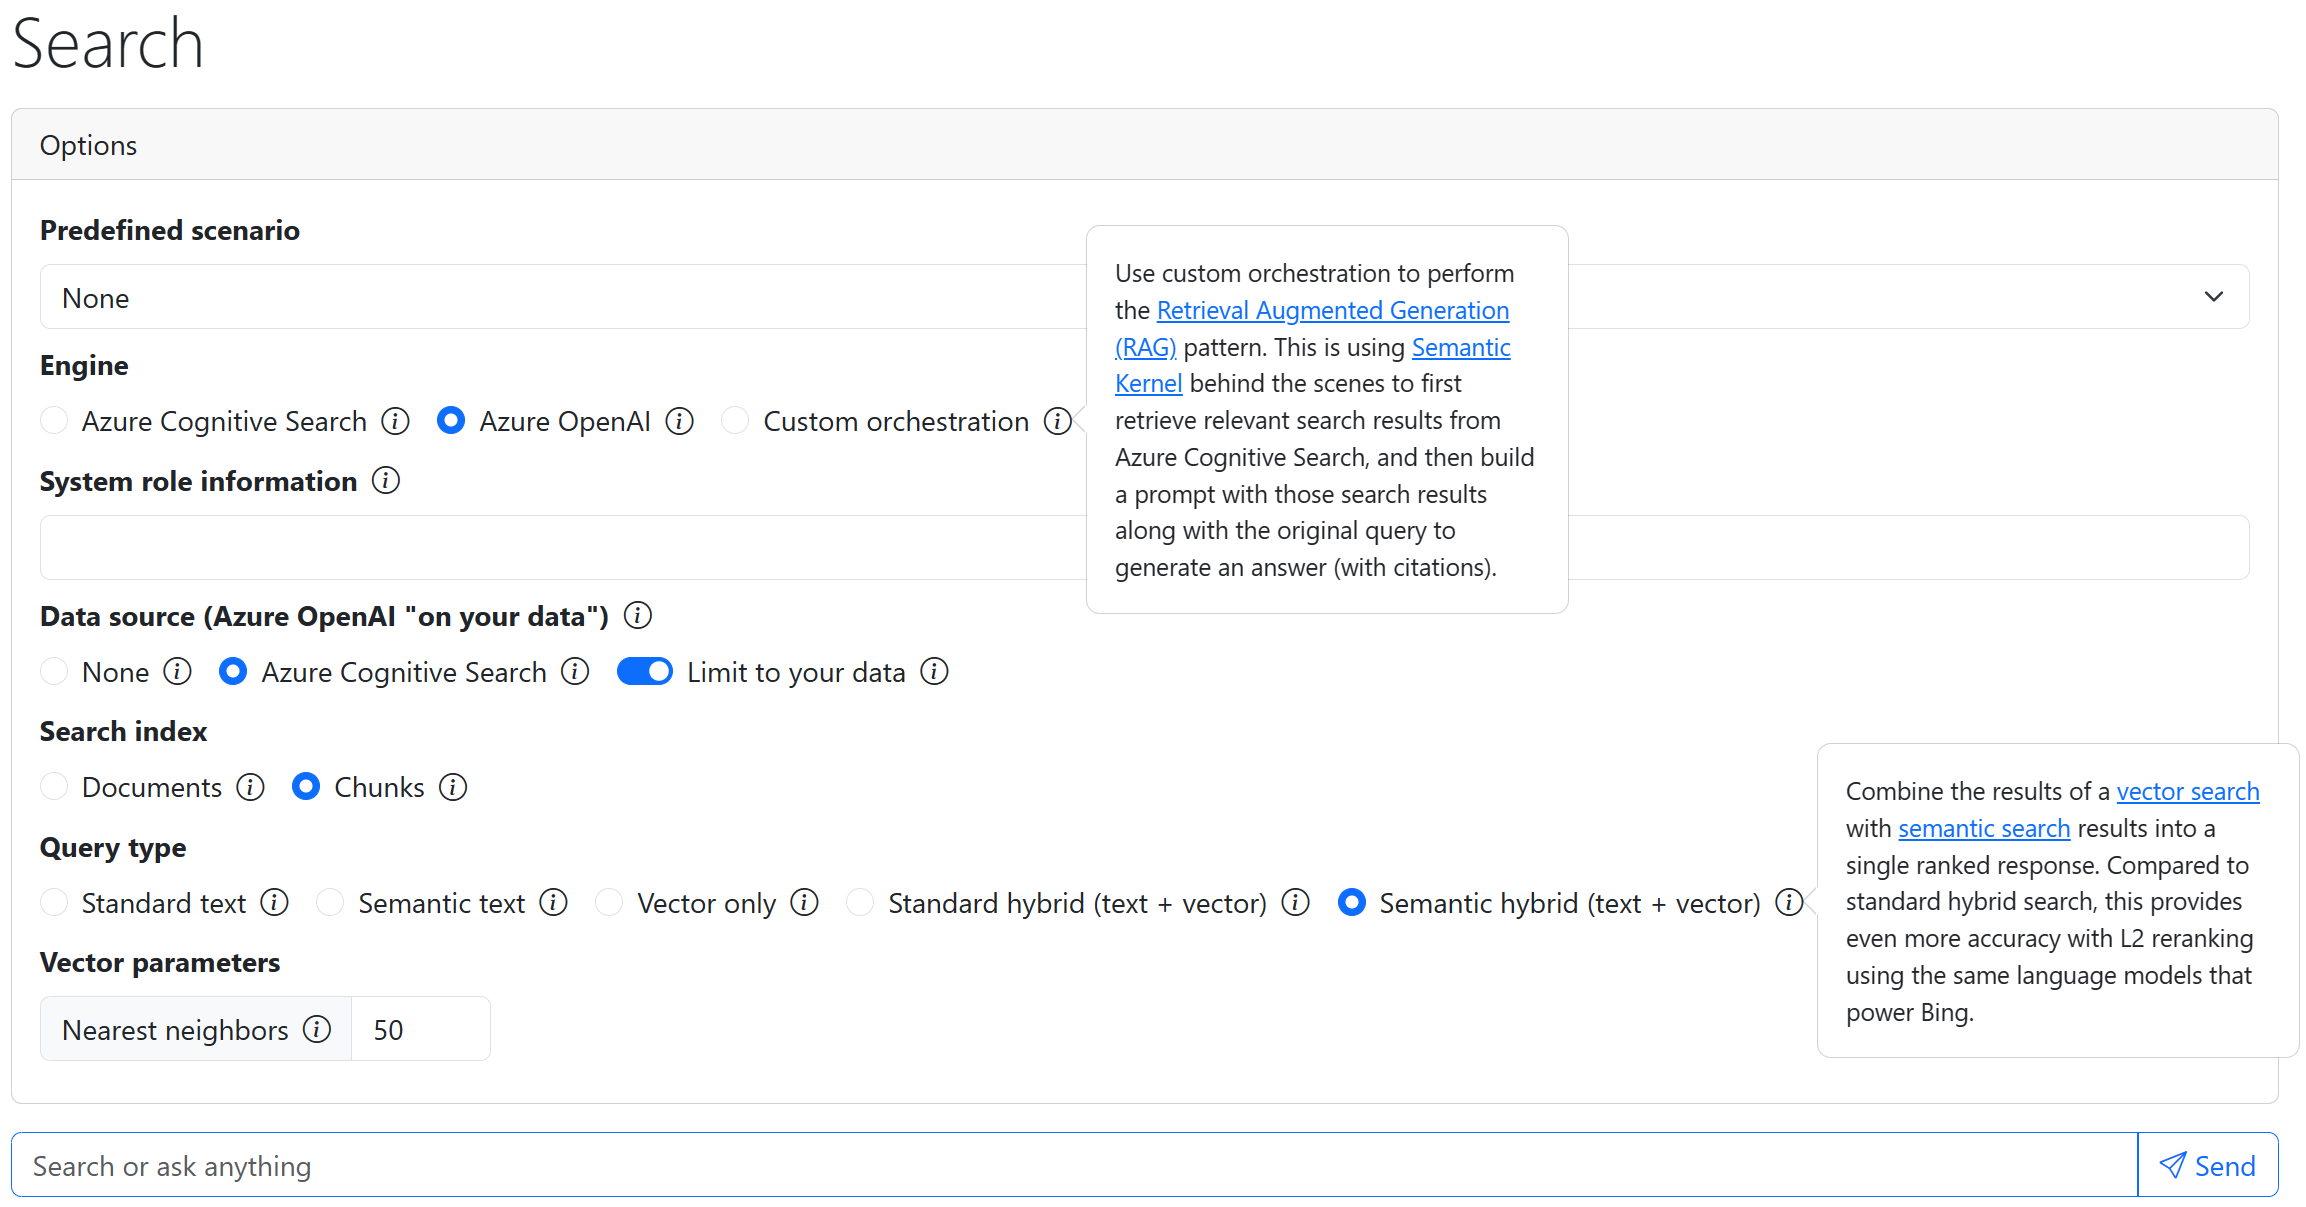 Search
Options
Predefined scenario
None
Engine
Azure Cognitive Search
Azure OpenAI
Custom orchestration
Use custom orchestration to perform
the Retrieval Augmented Generation
(RAG) pattern. This is using Semantic
Kernel behind the scenes to first
retrieve relevant search results from
Azure Cognitive Search, and then build
a prompt with those search results
along with the original query to
generate an answer (with citations).
System role information
Data source (Azure OpenAI "on your data")
None
Azure Cognitive Search
Limit to your data
Search index
Documents
Chunks
Query type
Standard text
Semantic text
Vector only
Standard hybrid (text + vector)
Semantic hybrid (text + vector)
Combine the results of a vector search
with semantic search results into a
single ranked response. Compared to
standard hybrid search, this provides
even more accuracy with L2 reranking
using the same language models that
power Bing.
Vector parameters
Nearest neighbors
50
Search or ask anything
Send